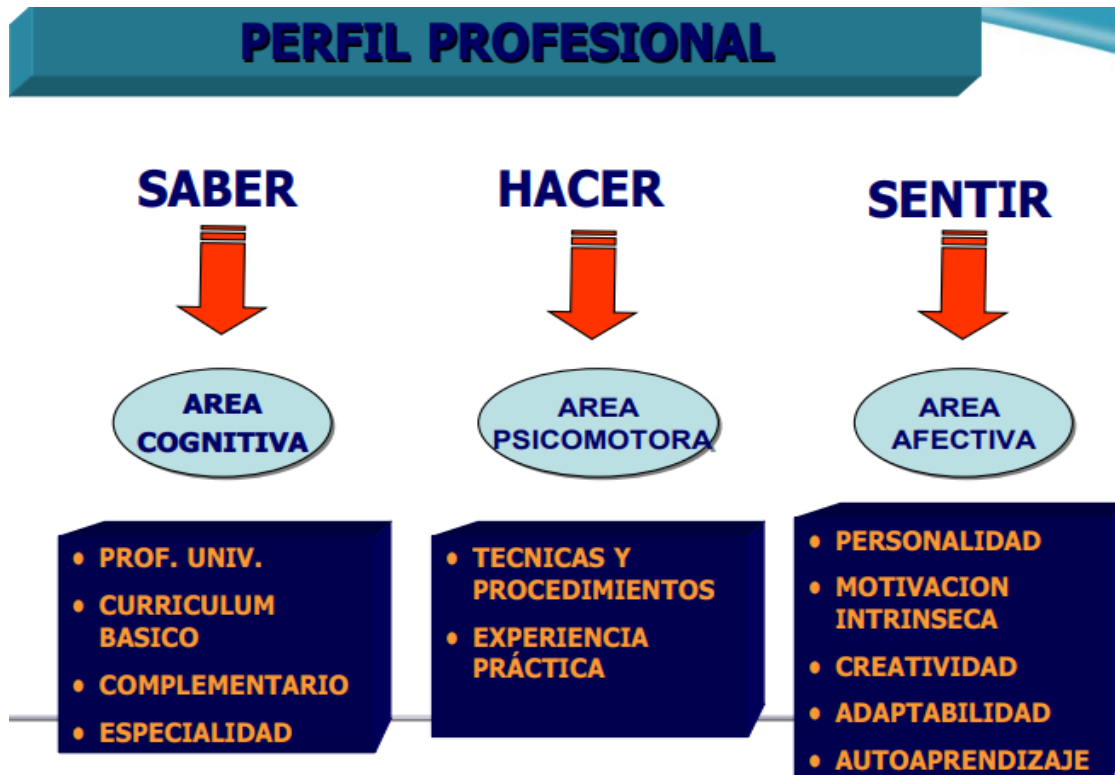 PERFIL PROFESIONAL
SABER
HACER
SENTIR
AREA
COGNITIVA
AREA
PSICOMOTORA
AREA
AFECTIVA
• PROF. UNIV.
• CURRICULUM
BASICO
• COMPLEMENTARIO
• ESPECIALIDAD
• TECNICAS Y
PROCEDIMIENTOS
• EXPERIENCIA
PRÁCTICA
• PERSONALIDAD
• MOTIVACION
INTRINSECA
• CREATIVIDAD
• ADAPTABILIDAD
• AUTOAPRENDIZAJE